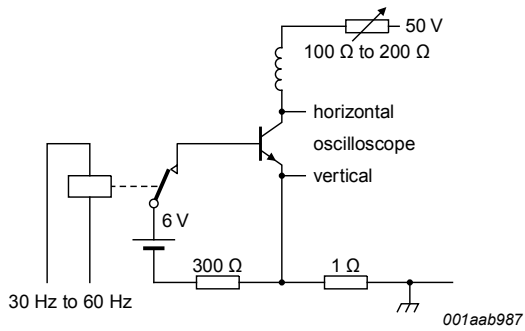 50 V
100 Ω to 200 Ω
horizontal
oscilloscope
vertical
6 V
300 Ω
1 Ω
30 Hz to 60 Hz
001aab987